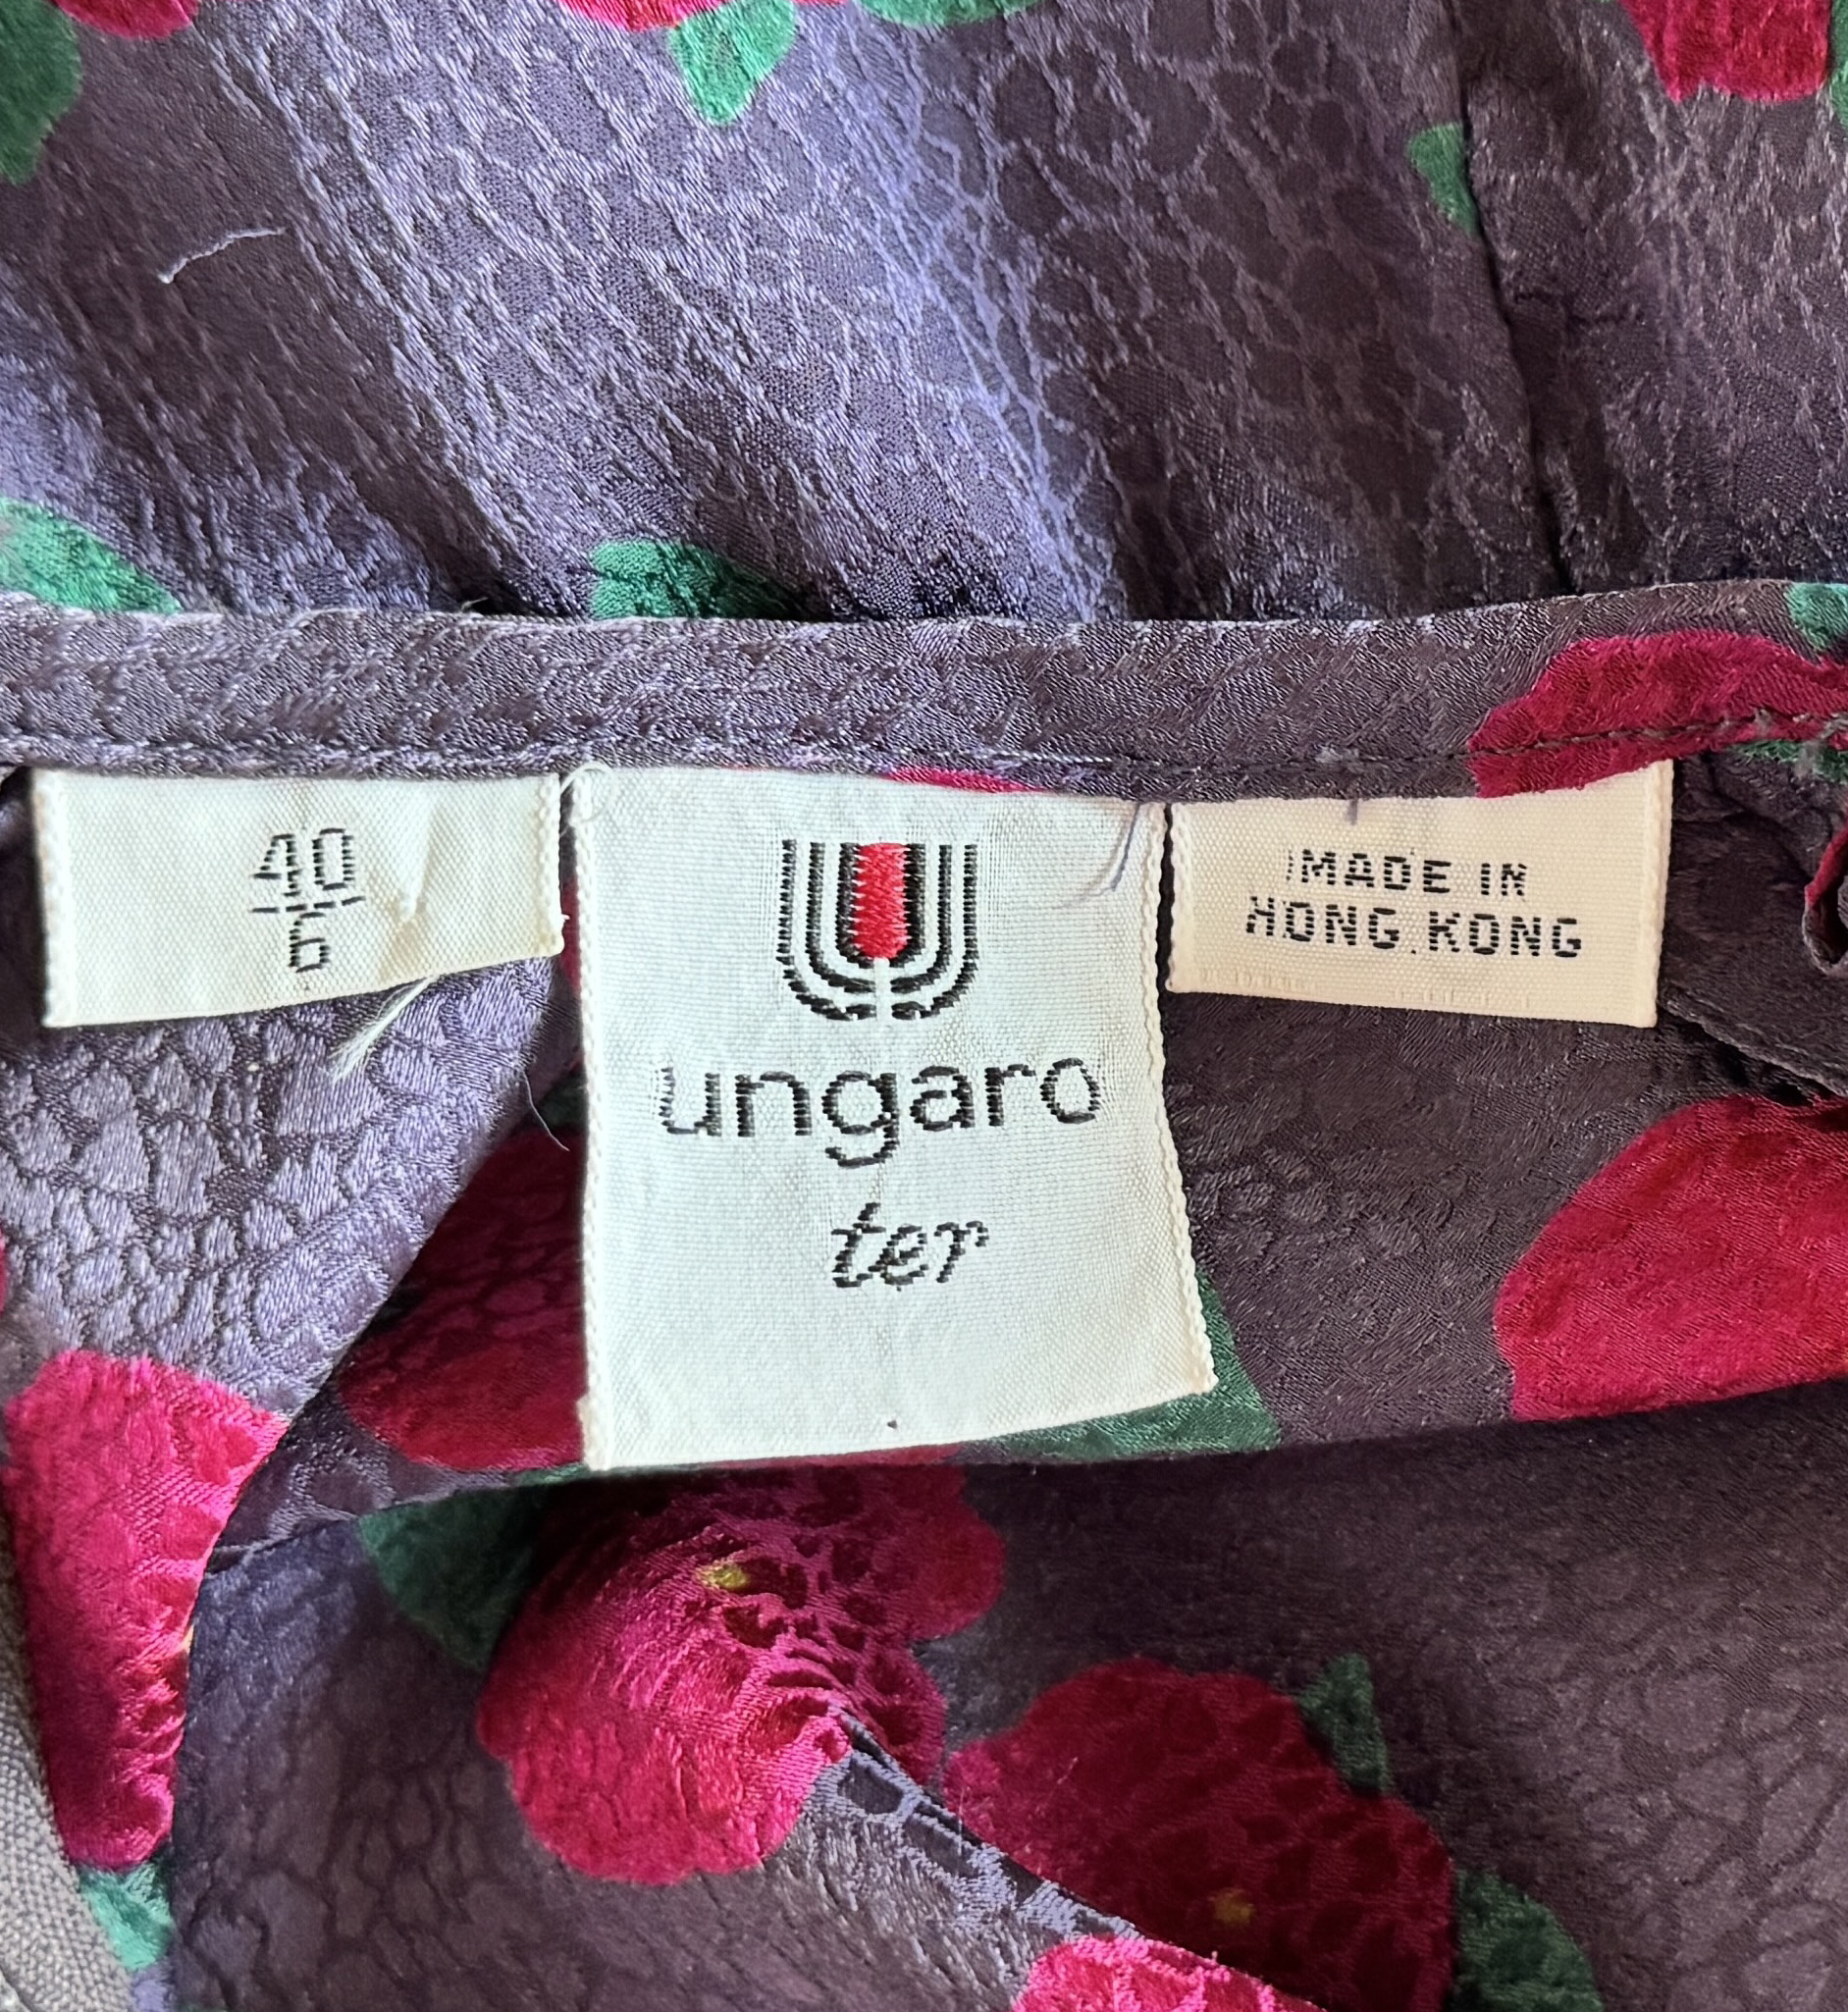 40
6
ungaro
ter
MADE IN
HONG KONG